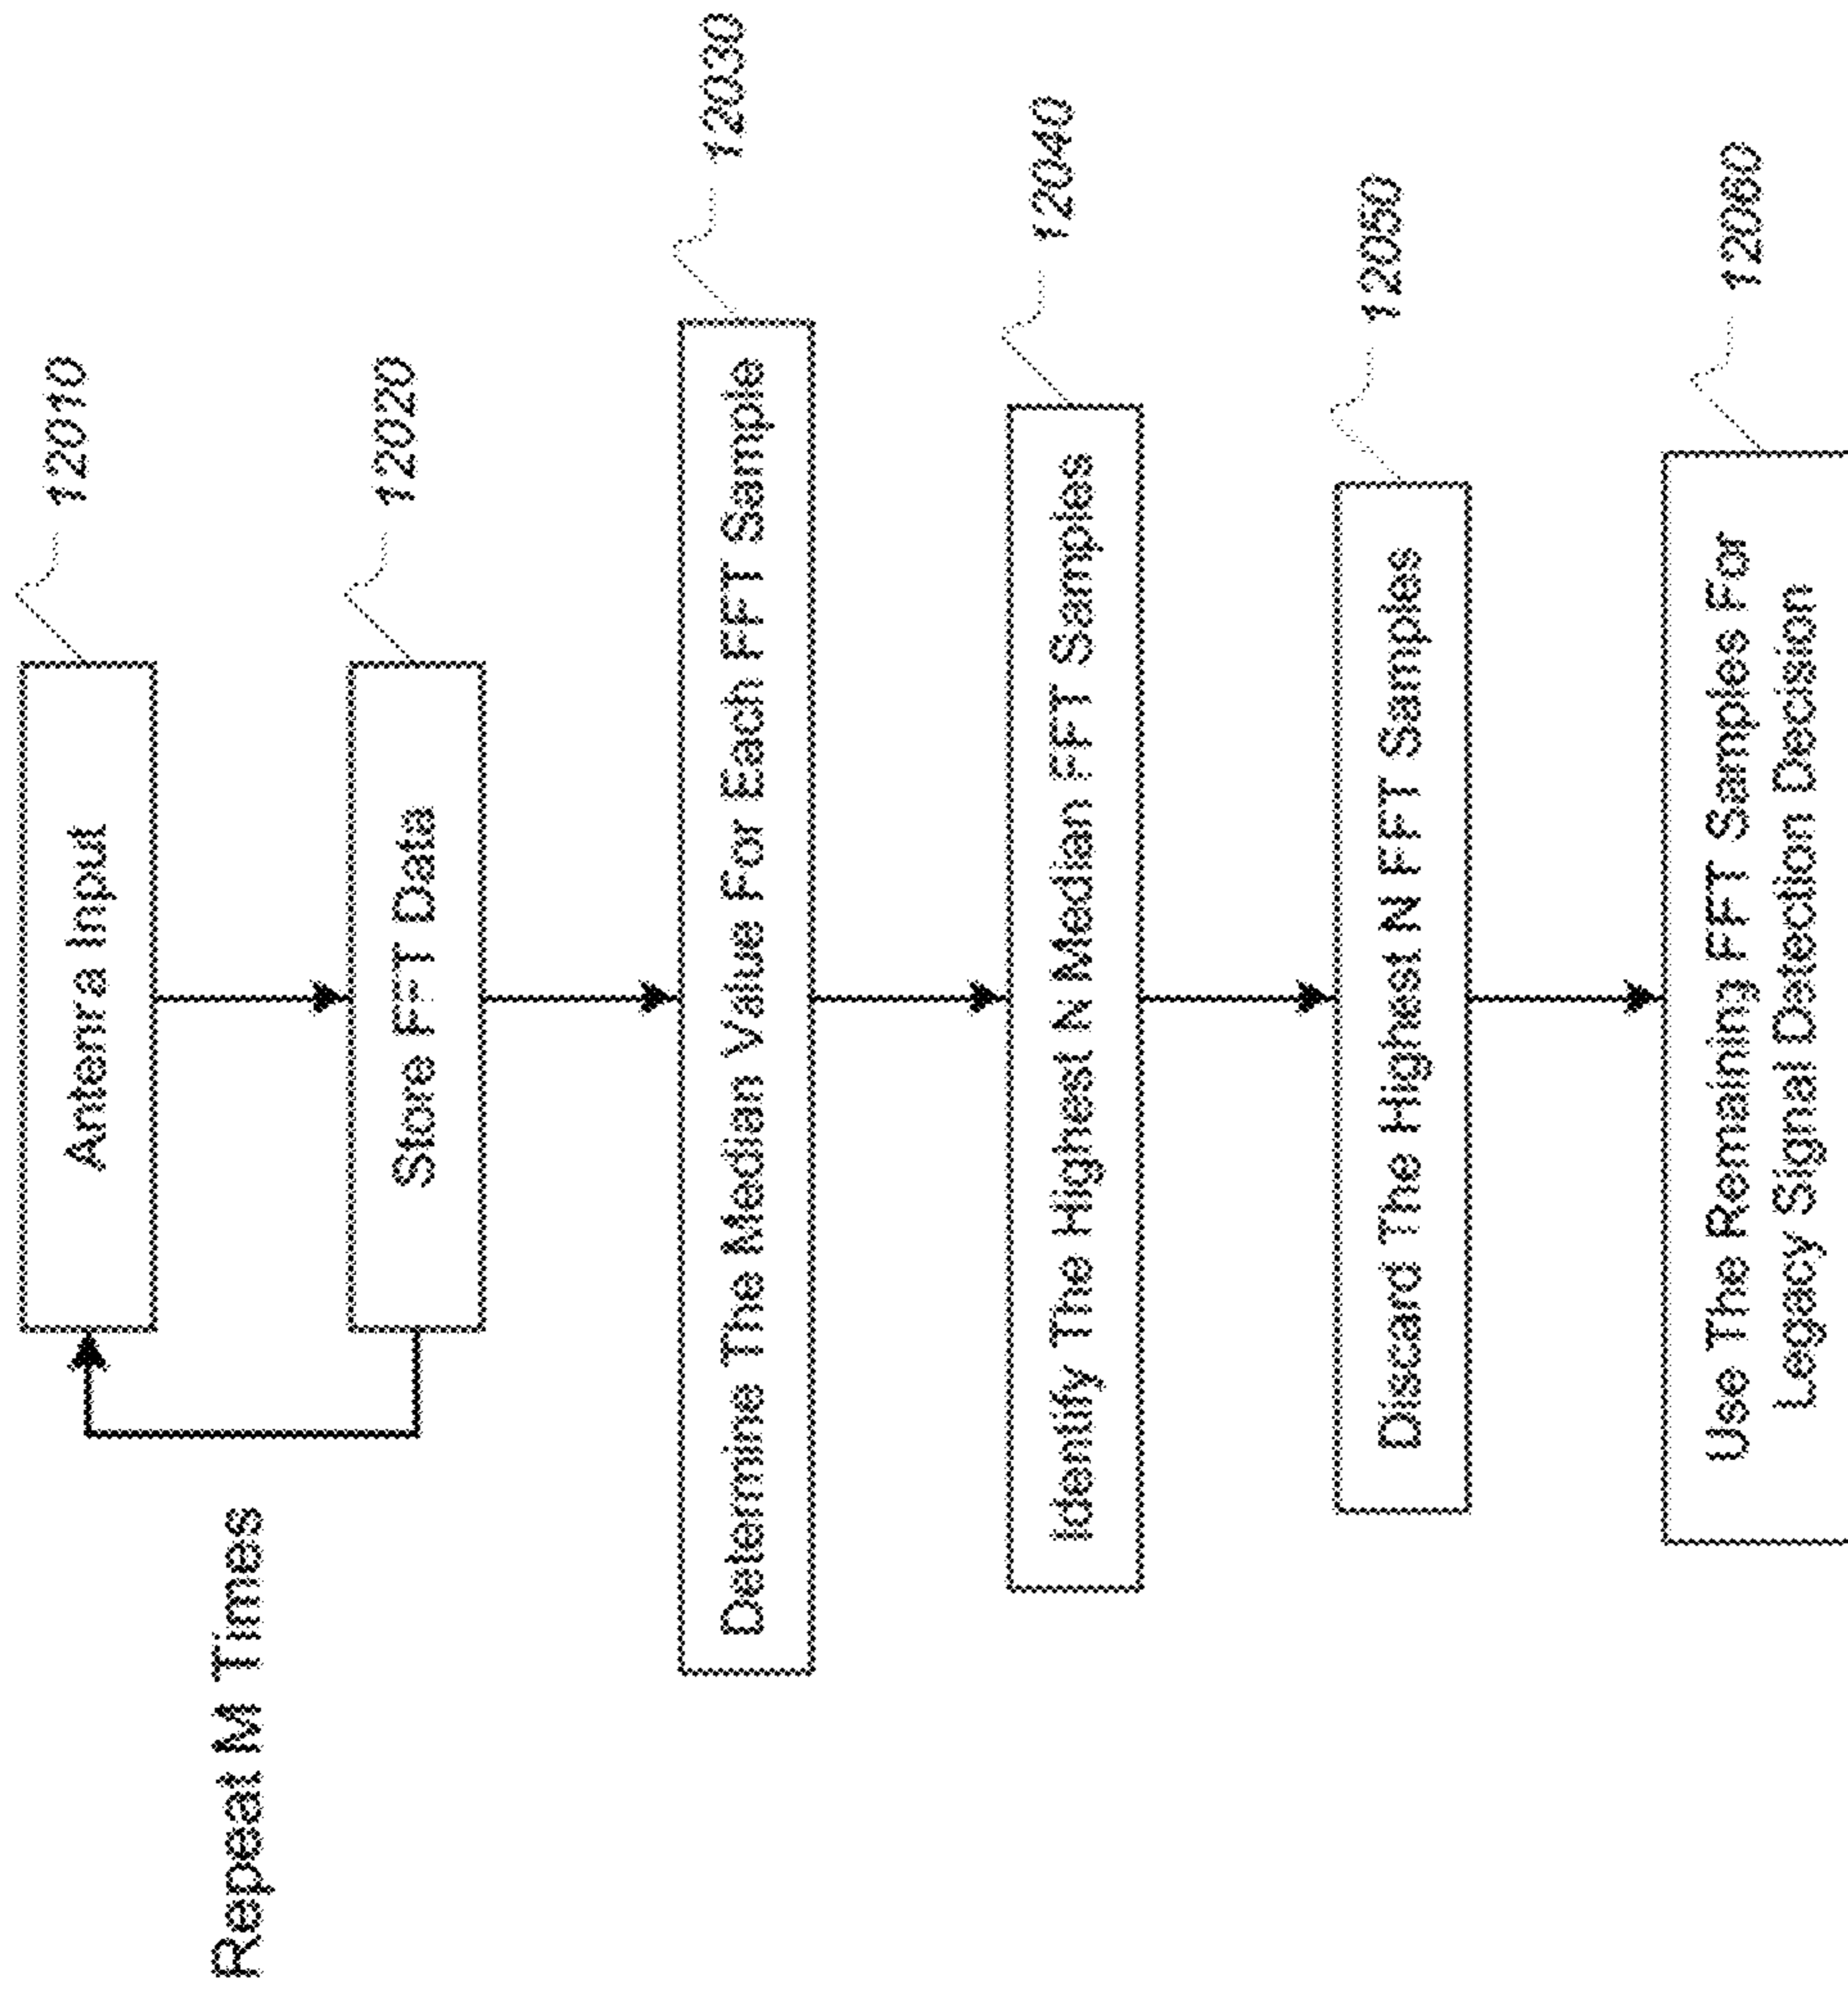 Repeat M Times
Antenna Input
12010
Store FFT Data
12020
Determine The Median Value For Each FFT Sample
12030
Identify The Highest N Median FFT Samples
12040
Discard The Highest N FFT Samples
12050
Use The Remaining FFT Samples For
Legacy Signal Detection Decision
12060